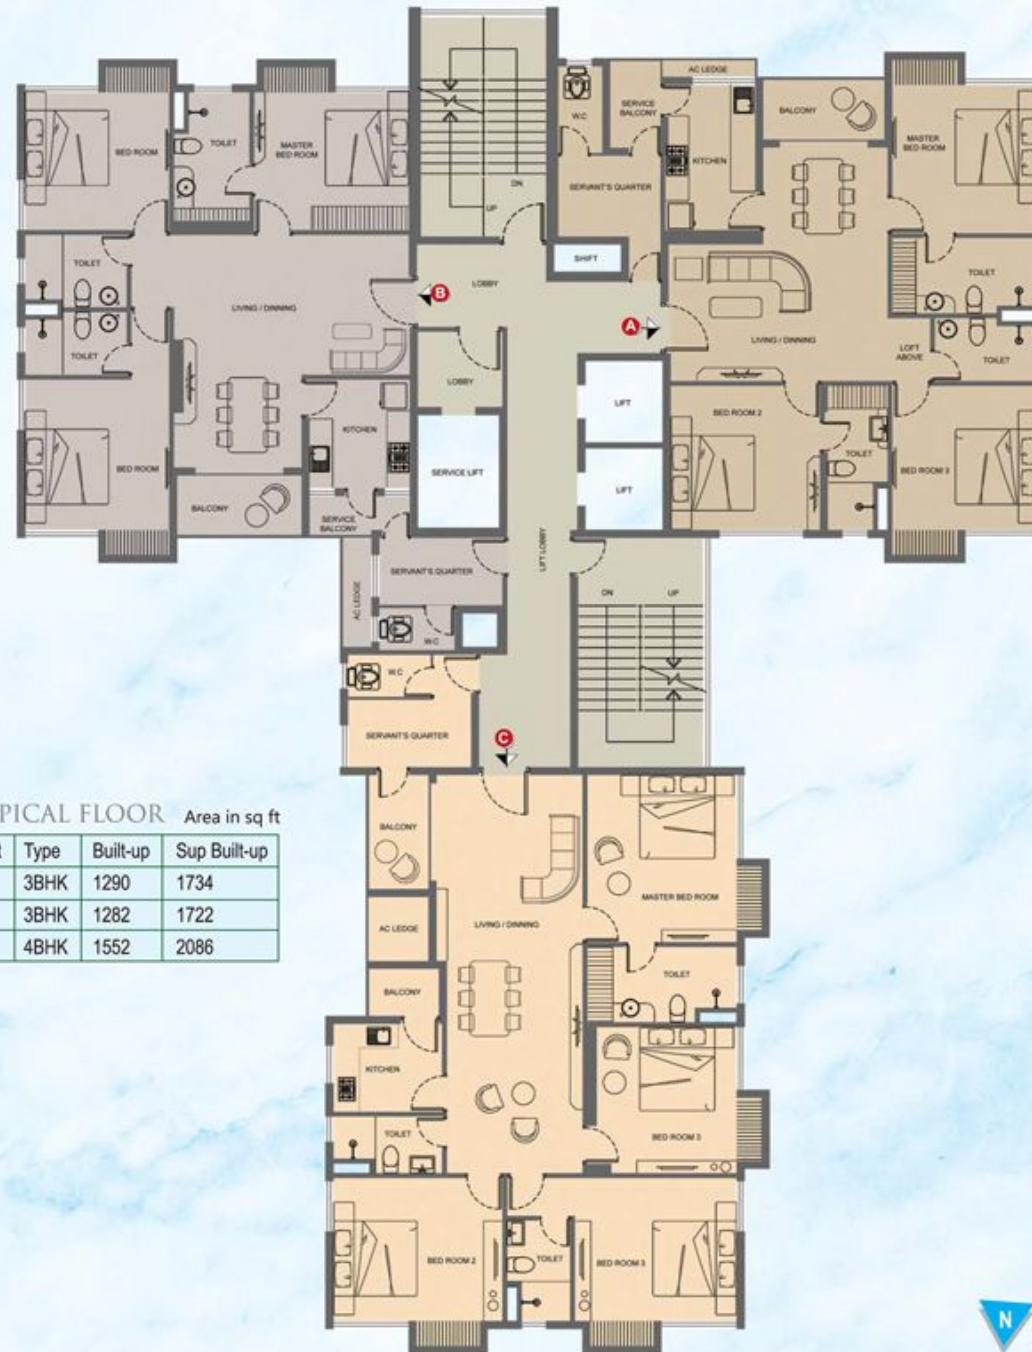 AC LEDGE
W.C
SERVICE
BALCONY
BALCONY
BED ROOM
TOILET
MASTER
BED ROOM
MASTER
BED ROOM
KITCHEN
DN
SERVANT'S QUARTER
UP
SHIFT
TOILET
LOBBY
TOILET
B
LIVING / DINNING
A
LIVING / DINNING
LOFT
ABOVE
TOILET
TOILET
LOBBY
LIFT
BED ROOM 2
KITCHEN
TOILET
BED ROOM
SERVICE LIFT
BED ROOM 3
LIFT
BALCONY
SERVICE
BALCONY
LIFT LOBBY
SERVANT'S QUARTER
AC LEDGE
DN
UP
W.C
W.C
SERVANT'S QUARTER
C
PICAL FLOOR Area in sq ft
t Type Built-up Sup Built-up
3BHK 1290 1734
3BHK 1282 1722
4BHK 1552 2086
BALCONY
MASTER BED ROOM
AC LEDGE
LIVING / DINNING
TOILET
BALCONY
KITCHEN
TOILET
BED ROOM 3
BED ROOM 2
TOILET
BED ROOM 3
N